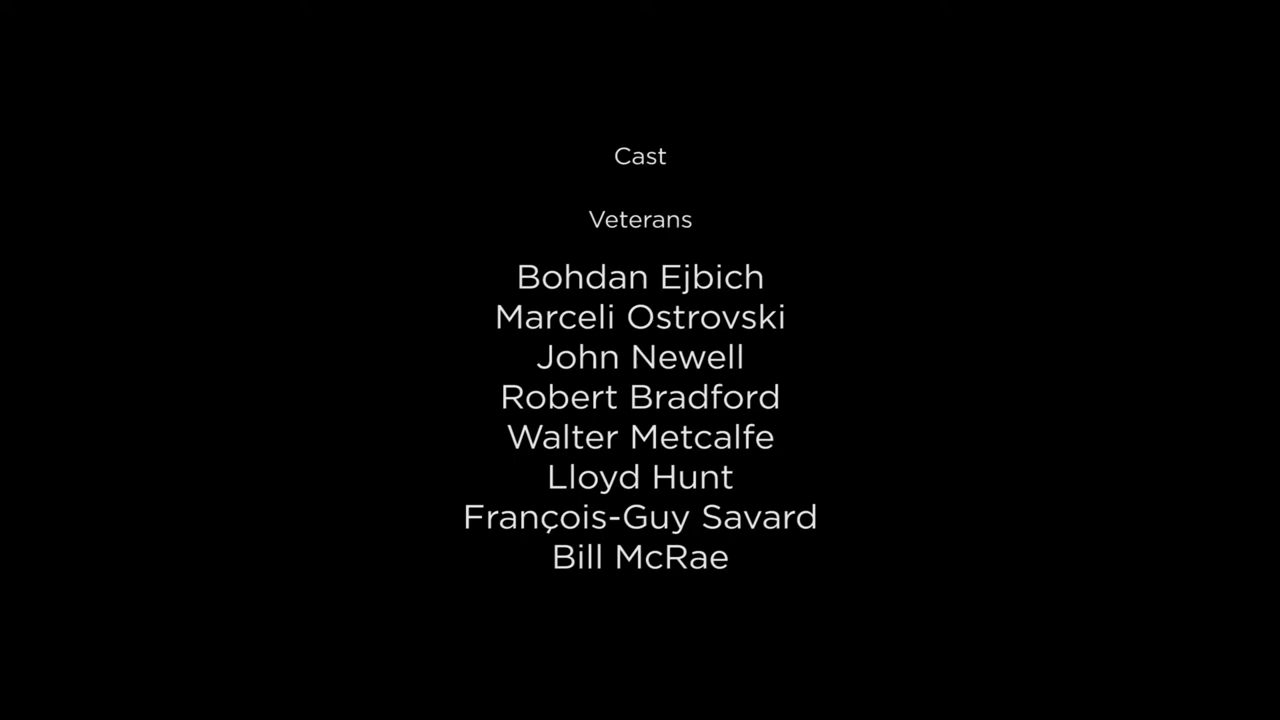 Cast
Veterans
Bohdan Ejbich
Marceli Ostrovski
John Newell
Robert Bradford
Walter Metcalfe
Lloyd Hunt
François-Guy Savard
Bill McRae